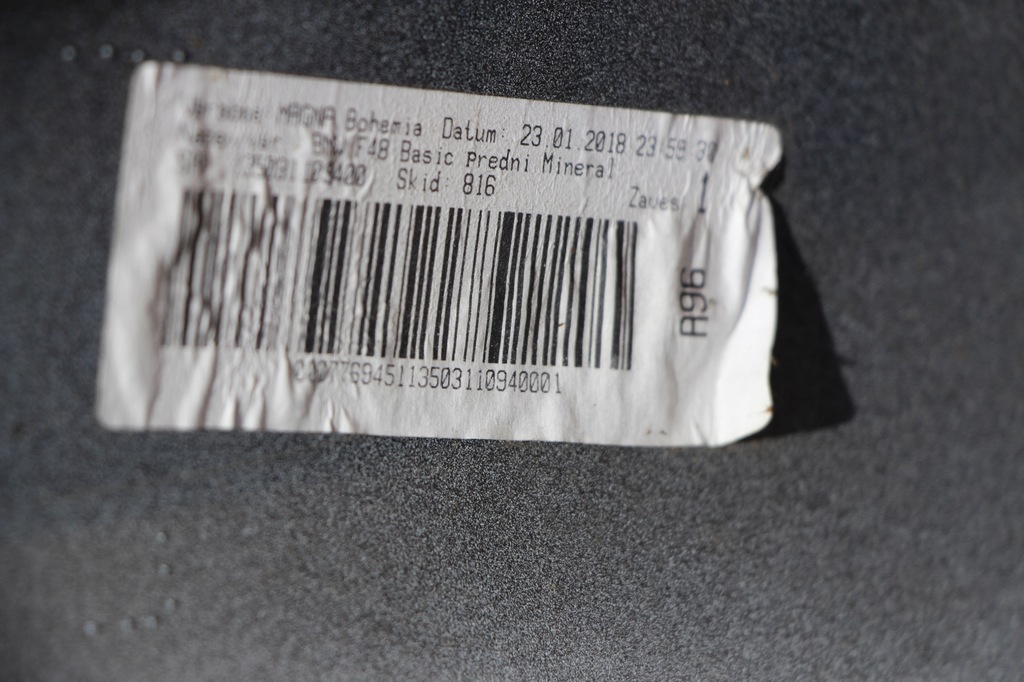 MAGNA Bohemia Datum: 23.01.2018 23:59:30
BMW F48 Basic Predni Mineral
Skid: 816
Zaves 1
A96
000776945113503110940001